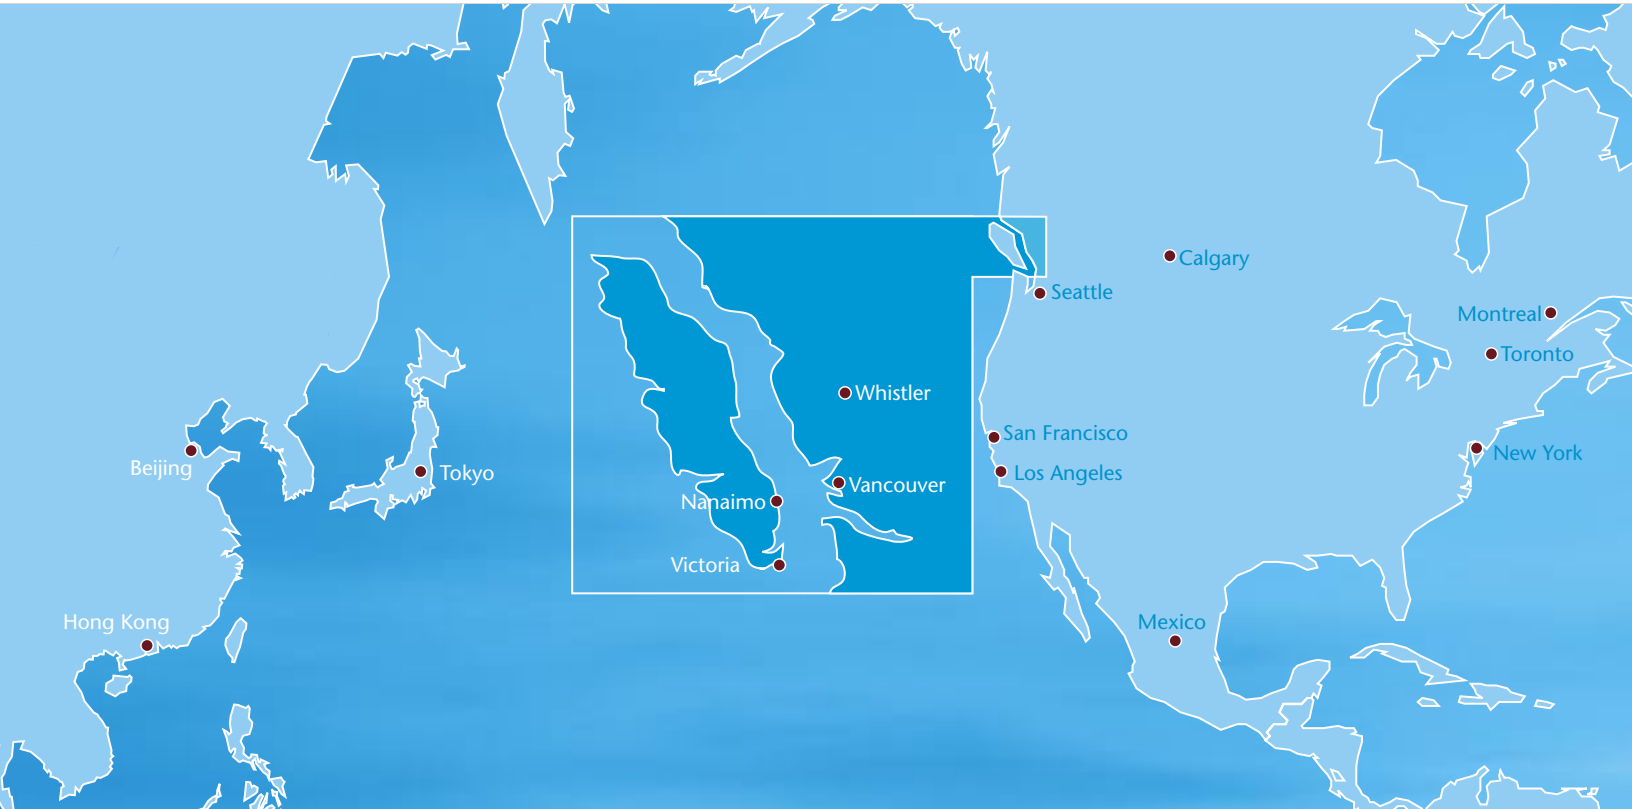 Calgary
Seattle
Montreal
Toronto
Whistler
San Francisco
New York
Beijing
Tokyo
Los Angeles
Vancouver
Nanaimo
Victoria
Hong Kong
Mexico